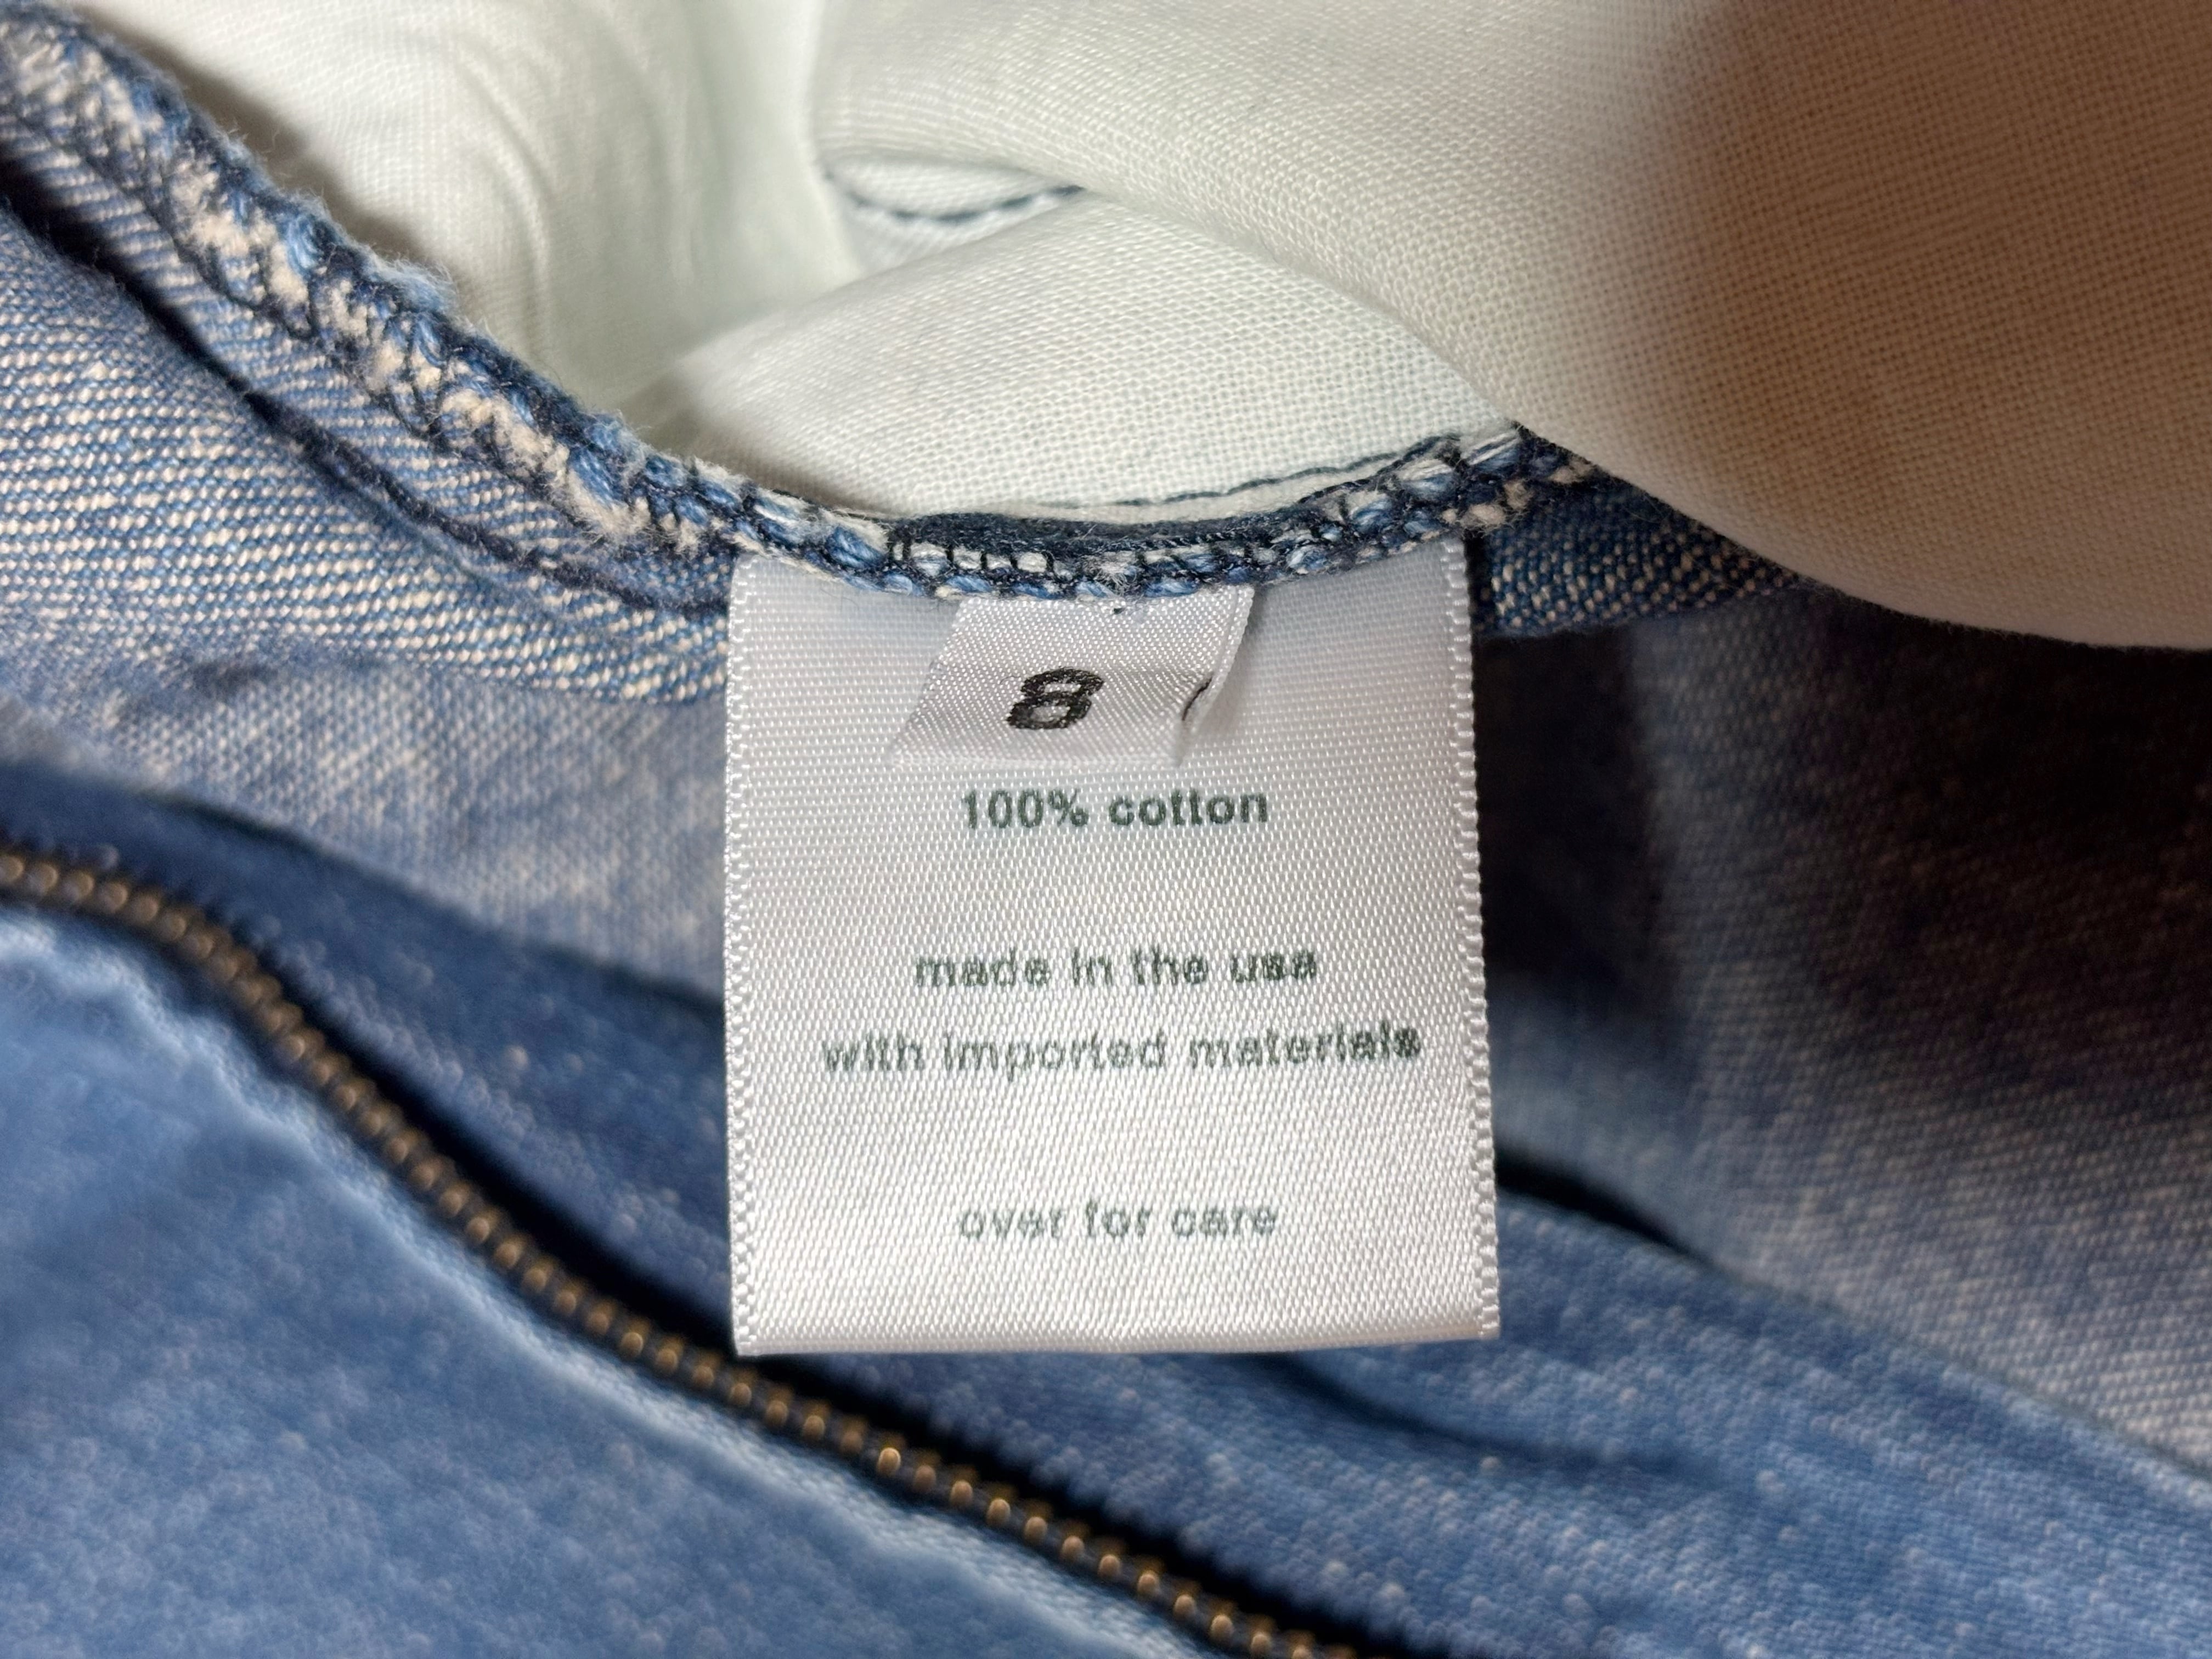 8
100% cotton
made in the usa
with imported materials
over for care